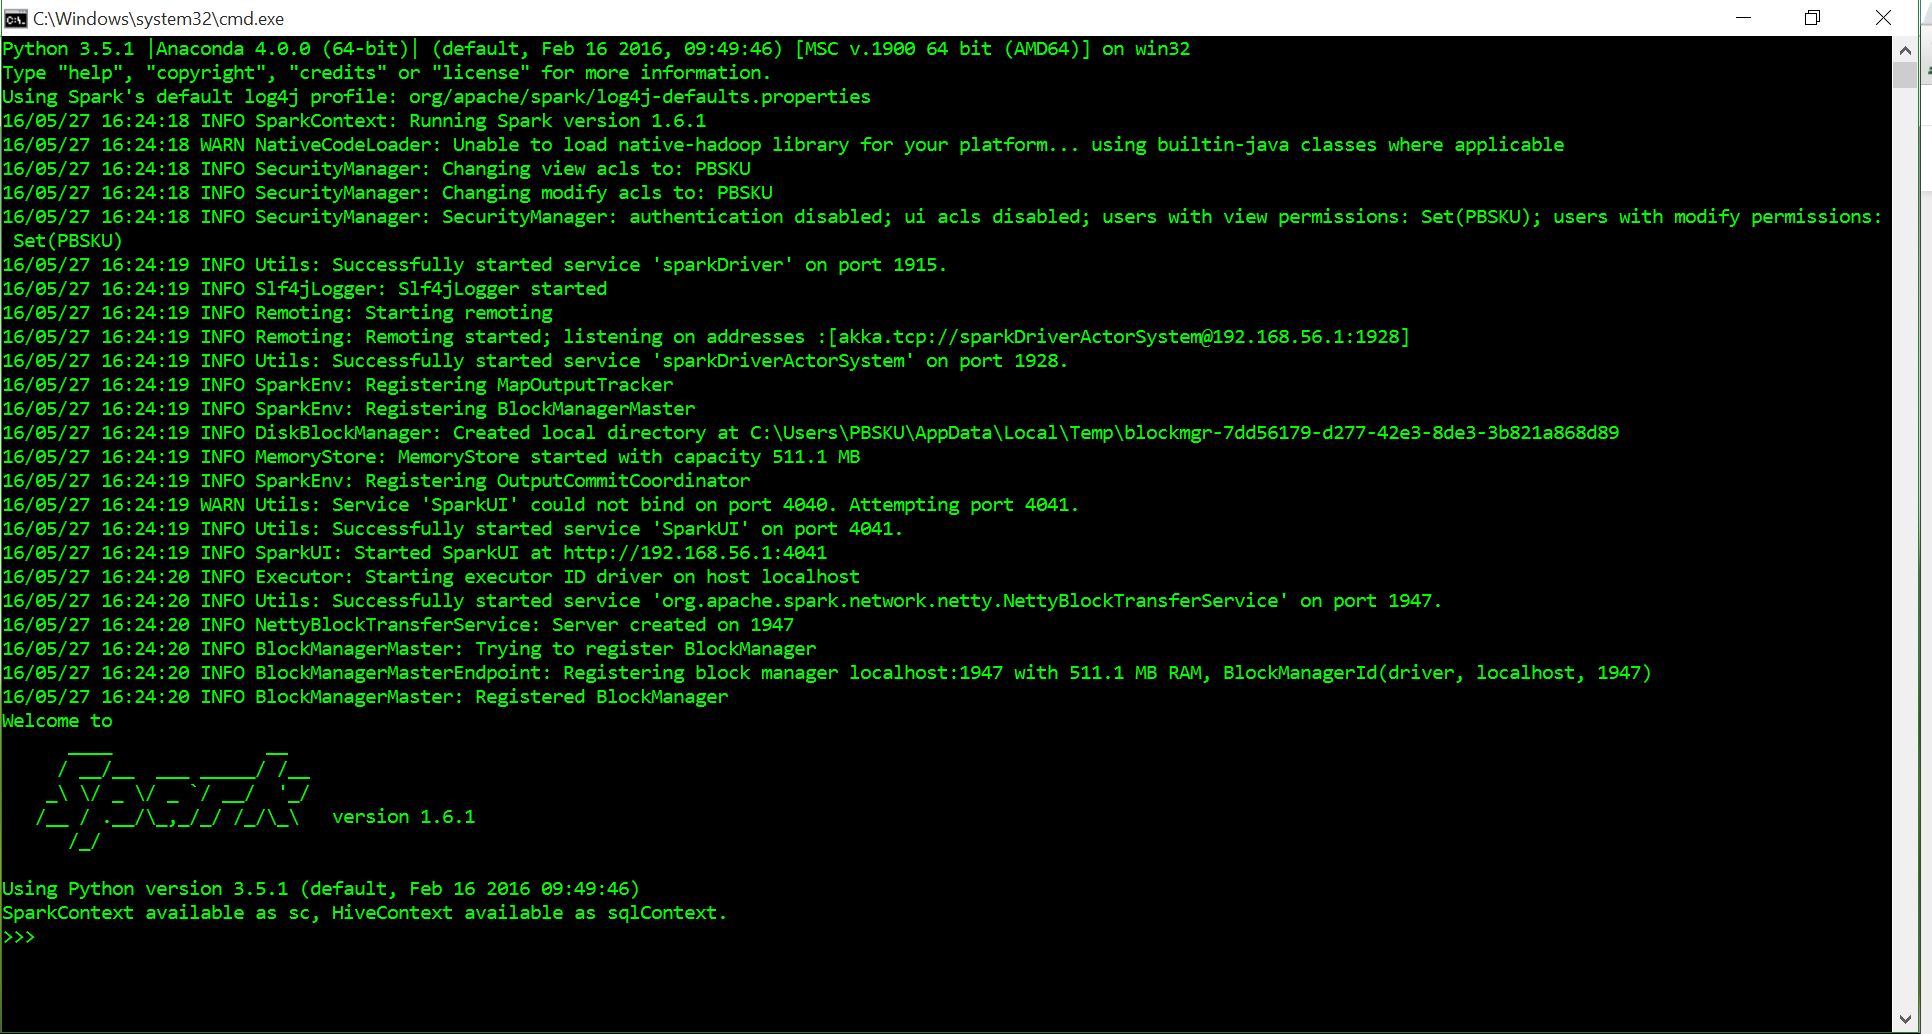 C:\Windows\system32\cmd.exe
Python 3.5.1 |Anaconda 4.0.0 (64-bit)| (default, Feb 16 2016, 09:49:46) [MSC v.1900 64 bit (AMD64)] on win32
Type "help", "copyright", "credits" or "license" for more information.
Using Spark's default log4j profile: org/apache/spark/log4j-defaults.properties
16/05/27 16:24:18 INFO SparkContext: Running Spark version 1.6.1
16/05/27 16:24:18 WARN NativeCodeLoader: Unable to load native-hadoop library for your platform... using builtin-java classes where applicable
16/05/27 16:24:18 INFO SecurityManager: Changing view acls to: PBSKU
16/05/27 16:24:18 INFO SecurityManager: Changing modify acls to: PBSKU
16/05/27 16:24:18 INFO SecurityManager: SecurityManager: authentication disabled; ui acls disabled; users with view permissions: Set(PBSKU); users with modify permissions:
 Set(PBSKU)
16/05/27 16:24:19 INFO Utils: Successfully started service 'sparkDriver' on port 1915.
16/05/27 16:24:19 INFO Slf4jLogger: Slf4jLogger started
16/05/27 16:24:19 INFO Remoting: Starting remoting
16/05/27 16:24:19 INFO Remoting: Remoting started; listening on addresses :[akka.tcp://sparkDriverActorSystem@192.168.56.1:1928]
16/05/27 16:24:19 INFO Utils: Successfully started service 'sparkDriverActorSystem' on port 1928.
16/05/27 16:24:19 INFO SparkEnv: Registering MapOutputTracker
16/05/27 16:24:19 INFO SparkEnv: Registering BlockManagerMaster
16/05/27 16:24:19 INFO DiskBlockManager: Created local directory at C:\Users\PBSKU\AppData\Local\Temp\blockmgr-7dd56179-d277-42e3-8de3-3b821a868d89
16/05/27 16:24:19 INFO MemoryStore: MemoryStore started with capacity 511.1 MB
16/05/27 16:24:19 INFO SparkEnv: Registering OutputCommitCoordinator
16/05/27 16:24:19 WARN Utils: Service 'SparkUI' could not bind on port 4040. Attempting port 4041.
16/05/27 16:24:19 INFO Utils: Successfully started service 'SparkUI' on port 4041.
16/05/27 16:24:19 INFO SparkUI: Started SparkUI at http://192.168.56.1:4041
16/05/27 16:24:20 INFO Executor: Starting executor ID driver on host localhost
16/05/27 16:24:20 INFO Utils: Successfully started service 'org.apache.spark.network.netty.NettyBlockTransferService' on port 1947.
16/05/27 16:24:20 INFO NettyBlockTransferService: Server created on 1947
16/05/27 16:24:20 INFO BlockManagerMaster: Trying to register BlockManager
16/05/27 16:24:20 INFO BlockManagerMasterEndpoint: Registering block manager localhost:1947 with 511.1 MB RAM, BlockManagerId(driver, localhost, 1947)
16/05/27 16:24:20 INFO BlockManagerMaster: Registered BlockManager
Welcome to
      ____              __
     / __/__  ___ _____/ /__
    _\ \/ _ \/ _ `/ __/  '_/
   /__ / .__/\_,_/_/ /_/\_\   version 1.6.1
      /_/
Using Python version 3.5.1 (default, Feb 16 2016 09:49:46)
SparkContext available as sc, HiveContext available as sqlContext.
>>>